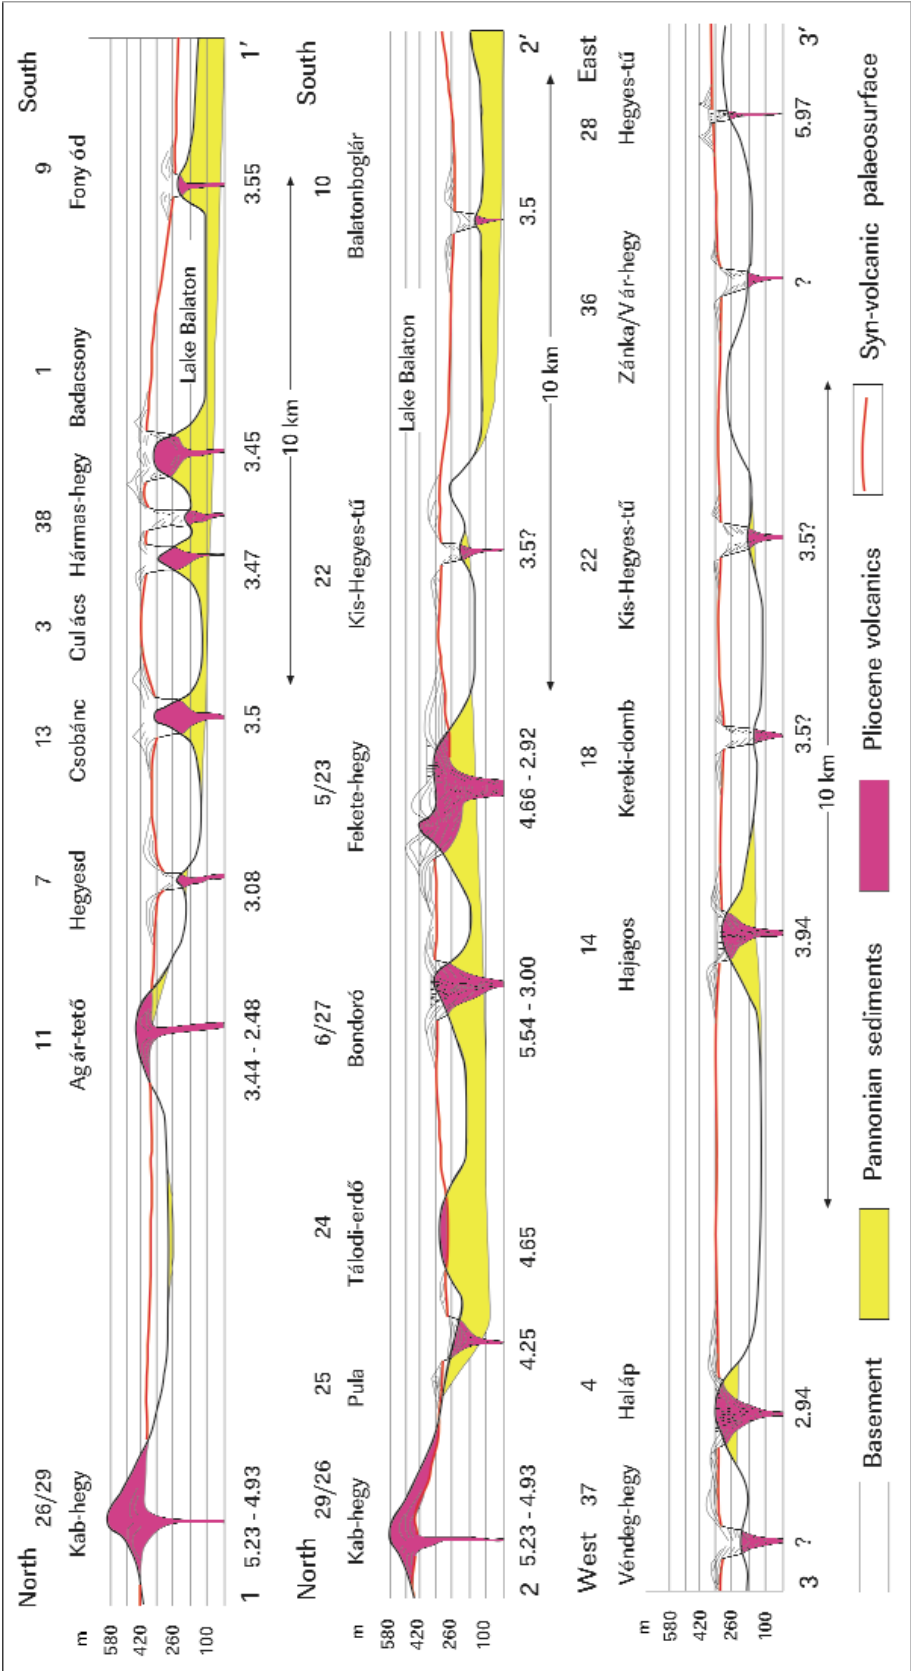 North South
26/29 11 7 13 3 38 1 9
Kab-hegy Agár-tető Hegyesd Csobánc Culács Hármas-hegy Badacsony Fonyód
m
580
420
260
100
Lake Balaton
1 5.23 - 4.93 3.44 - 2.48 3.08 3.5 3.47 3.45 3.55 1'
10 km
North South
29/26 25 24 6/27 5/23 22 10
Kab-hegy Pula Tálodi-erdő Bondoró Fekete-hegy Kis-Hegyes-tű Balatonboglár
Lake Balaton
m
580
420
260
100
2 5.23 - 4.93 4.25 4.65 5.54 - 3.00 4.66 - 2.92 3.5? 3.5 2'
10 km
West East
37 4 14 18 22 36 28
Véndeg-hegy Haláp Hajagos Kereki-domb Kis-Hegyes-tű Zánka/Vár-hegy Hegyes-tű
m
580
420
260
100
3 ? 2.94 3.94 3.5? 3.5? ? 5.97 3'
10 km
Basement Pannonian sediments Pliocene volcanics Syn-volcanic palaeosurface